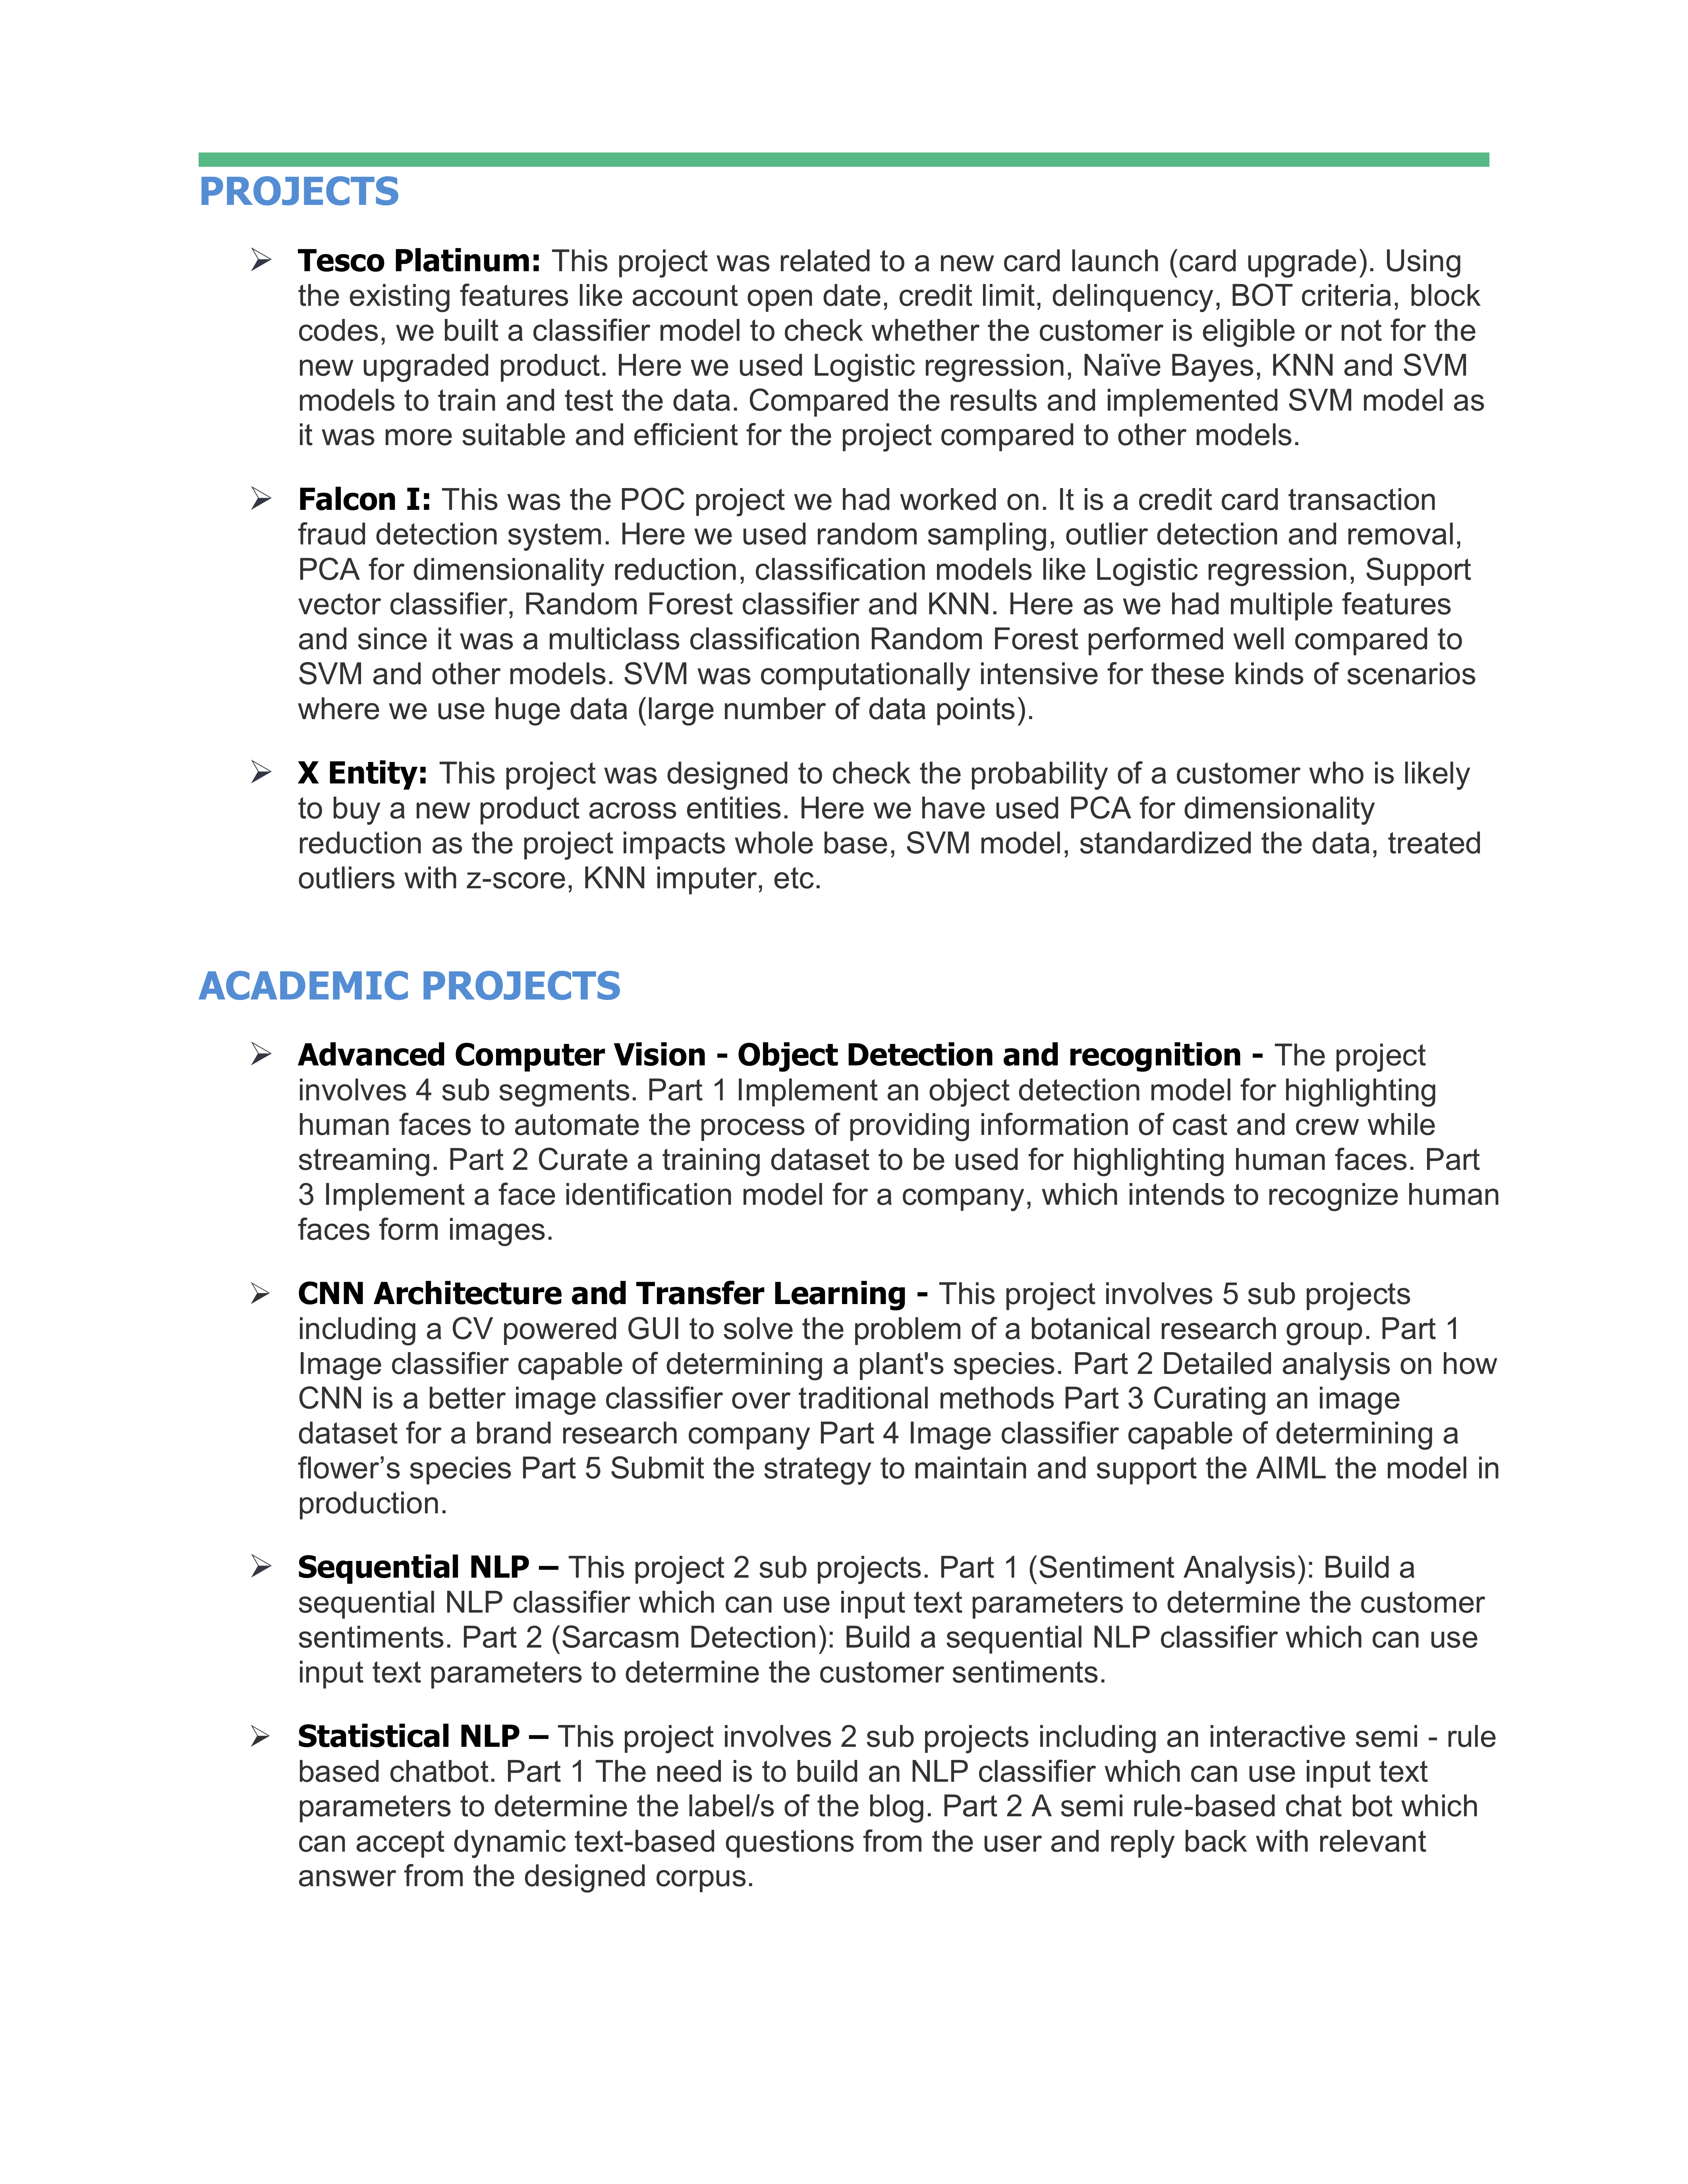 PROJECTS
Tesco Platinum: This project was related to a new card launch (card upgrade). Using
the existing features like account open date, credit limit, delinquency, BOT criteria, block
codes, we built a classifier model to check whether the customer is eligible or not for the
new upgraded product. Here we used Logistic regression, Naïve Bayes, KNN and SVM
models to train and test the data. Compared the results and implemented SVM model as
it was more suitable and efficient for the project compared to other models.
Falcon I: This was the POC project we had worked on. It is a credit card transaction
fraud detection system. Here we used random sampling, outlier detection and removal,
PCA for dimensionality reduction, classification models like Logistic regression, Support
vector classifier, Random Forest classifier and KNN. Here as we had multiple features
and since it was a multiclass classification Random Forest performed well compared to
SVM and other models. SVM was computationally intensive for these kinds of scenarios
where we use huge data (large number of data points).
X Entity: This project was designed to check the probability of a customer who is likely
to buy a new product across entities. Here we have used PCA for dimensionality
reduction as the project impacts whole base, SVM model, standardized the data, treated
outliers with z-score, KNN imputer, etc.
ACADEMIC PROJECTS
Advanced Computer Vision - Object Detection and recognition - The project
involves 4 sub segments. Part 1 Implement an object detection model for highlighting
human faces to automate the process of providing information of cast and crew while
streaming. Part 2 Curate a training dataset to be used for highlighting human faces. Part
3 Implement a face identification model for a company, which intends to recognize human
faces form images.
CNN Architecture and Transfer Learning - This project involves 5 sub projects
including a CV powered GUI to solve the problem of a botanical research group. Part 1
Image classifier capable of determining a plant's species. Part 2 Detailed analysis on how
CNN is a better image classifier over traditional methods Part 3 Curating an image
dataset for a brand research company Part 4 Image classifier capable of determining a
flower’s species Part 5 Submit the strategy to maintain and support the AIML the model in
production.
Sequential NLP – This project 2 sub projects. Part 1 (Sentiment Analysis): Build a
sequential NLP classifier which can use input text parameters to determine the customer
sentiments. Part 2 (Sarcasm Detection): Build a sequential NLP classifier which can use
input text parameters to determine the customer sentiments.
Statistical NLP – This project involves 2 sub projects including an interactive semi - rule
based chatbot. Part 1 The need is to build an NLP classifier which can use input text
parameters to determine the label/s of the blog. Part 2 A semi rule-based chat bot which
can accept dynamic text-based questions from the user and reply back with relevant
answer from the designed corpus.